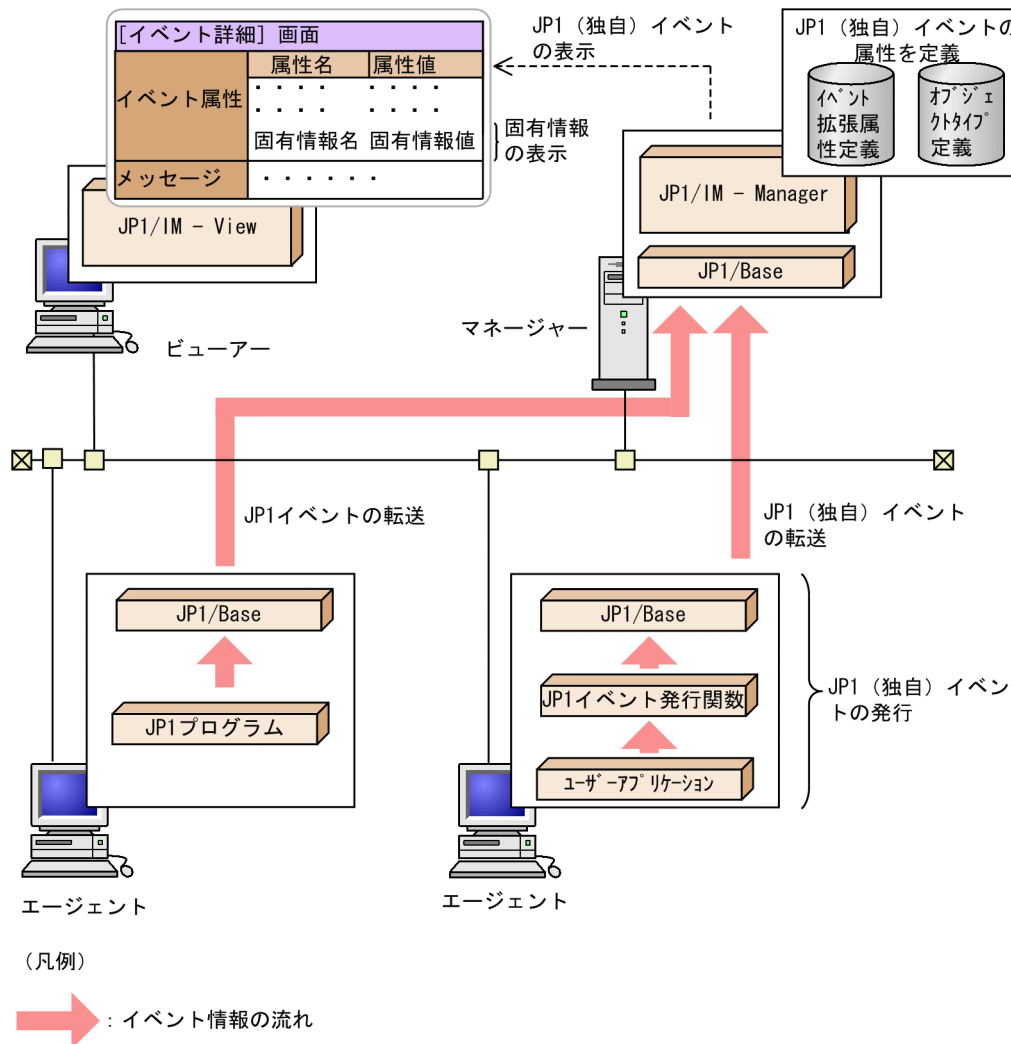 [イベント詳細] 画面
属性名 属性値
イベント属性
・・・・ ・・・・
・・・・ ・・・・
固有情報名 固有情報値
メッセージ
・・・・・・
固有情報
の表示
JP1(独自)イベント
の表示
JP1(独自)イベントの
属性を定義
ｲﾍﾞﾝﾄ
拡張属
性定義
ｵﾌﾞｼﾞｪ
ｸﾄﾀｲﾌﾟ
定義
JP1/IM - View
JP1/IM - Manager
JP1/Base
ビューアー
マネージャー
JP1イベントの転送
JP1(独自)イベント
の転送
JP1/Base
JP1プログラム
JP1/Base
JP1イベント発行関数
ﾕｰｻﾞｰｱﾌﾟﾘｹｰｼｮﾝ
JP1(独自)イベン
トの発行
エージェント
エージェント
(凡例)
:イベント情報の流れ